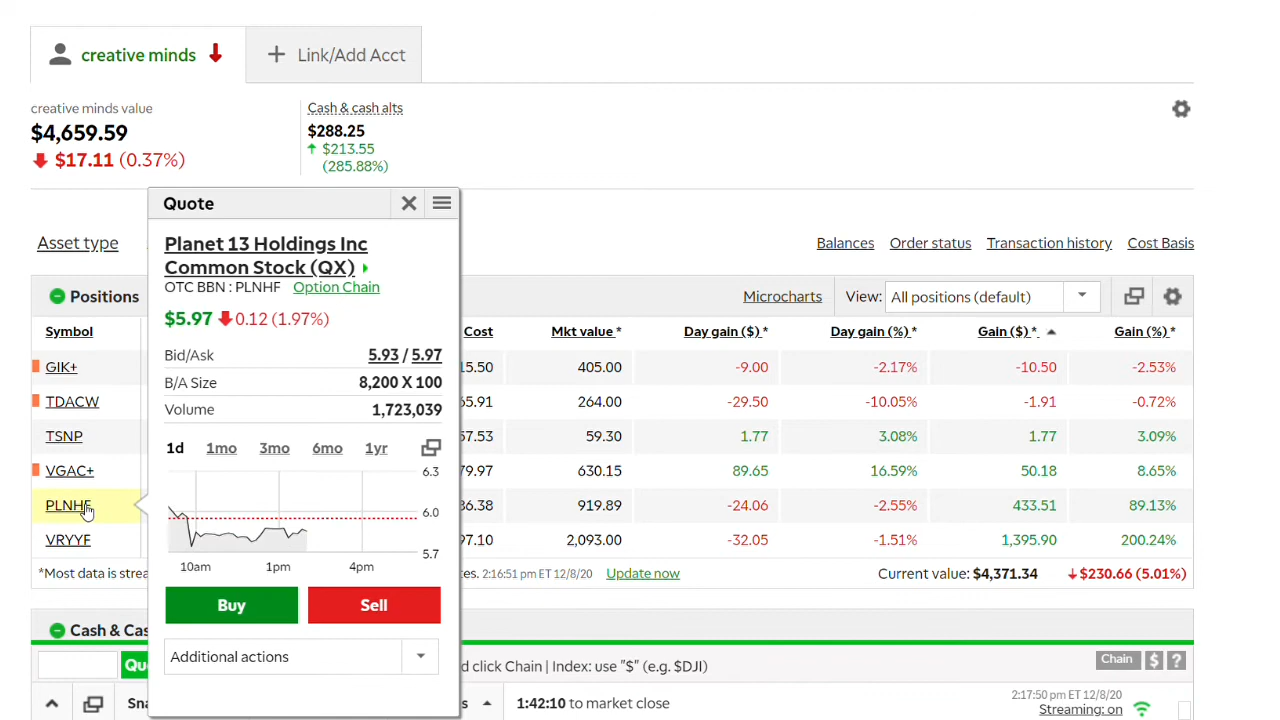 creative minds
Link/Add Acct
creative minds value
$4,659.59
$17.11 (0.37%)
Cash & cash alts
$288.25
$213.55
(285.88%)
Quote
Planet 13 Holdings Inc
Common Stock (QX)
OTC BBN : PLNHF Option Chain
$5.97 0.12 (1.97%)
Bid/Ask 5.93 / 5.97
B/A Size 8,200 X 100
Volume 1,723,039
1d 1mo 3mo 6mo 1yr
6.3
6.0
5.7
10am 1pm 4pm
Buy Sell
Additional actions
Asset type
Balances Order status Transaction history Cost Basis
Positions Microcharts View: All positions (default)
Symbol Cost Mkt value * Day gain ($) * Day gain (%) * Gain ($) * Gain (%) *
GIK+ 405.00 -9.00 -2.17% -10.50 -2.53%
TDACW 264.00 -29.50 -10.05% -1.91 -0.72%
TSNP 59.30 1.77 3.08% 1.77 3.09%
VGAC+ 630.15 89.65 16.59% 50.18 8.65%
PLNHF 919.89 -24.06 -2.55% 433.51 89.13%
VRYYF 2,093.00 -32.05 -1.51% 1,395.90 200.24%
*Most data is 2:16:51 pm ET 12/8/20 Update now Current value: $4,371.34 $230.66 (5.01%)
Cash &
d click Chain | Index: use "$" (e.g. $DJI) Chain $ ?
1:42:10 to market close
2:17:50 pm ET 12/8/20
Streaming: on